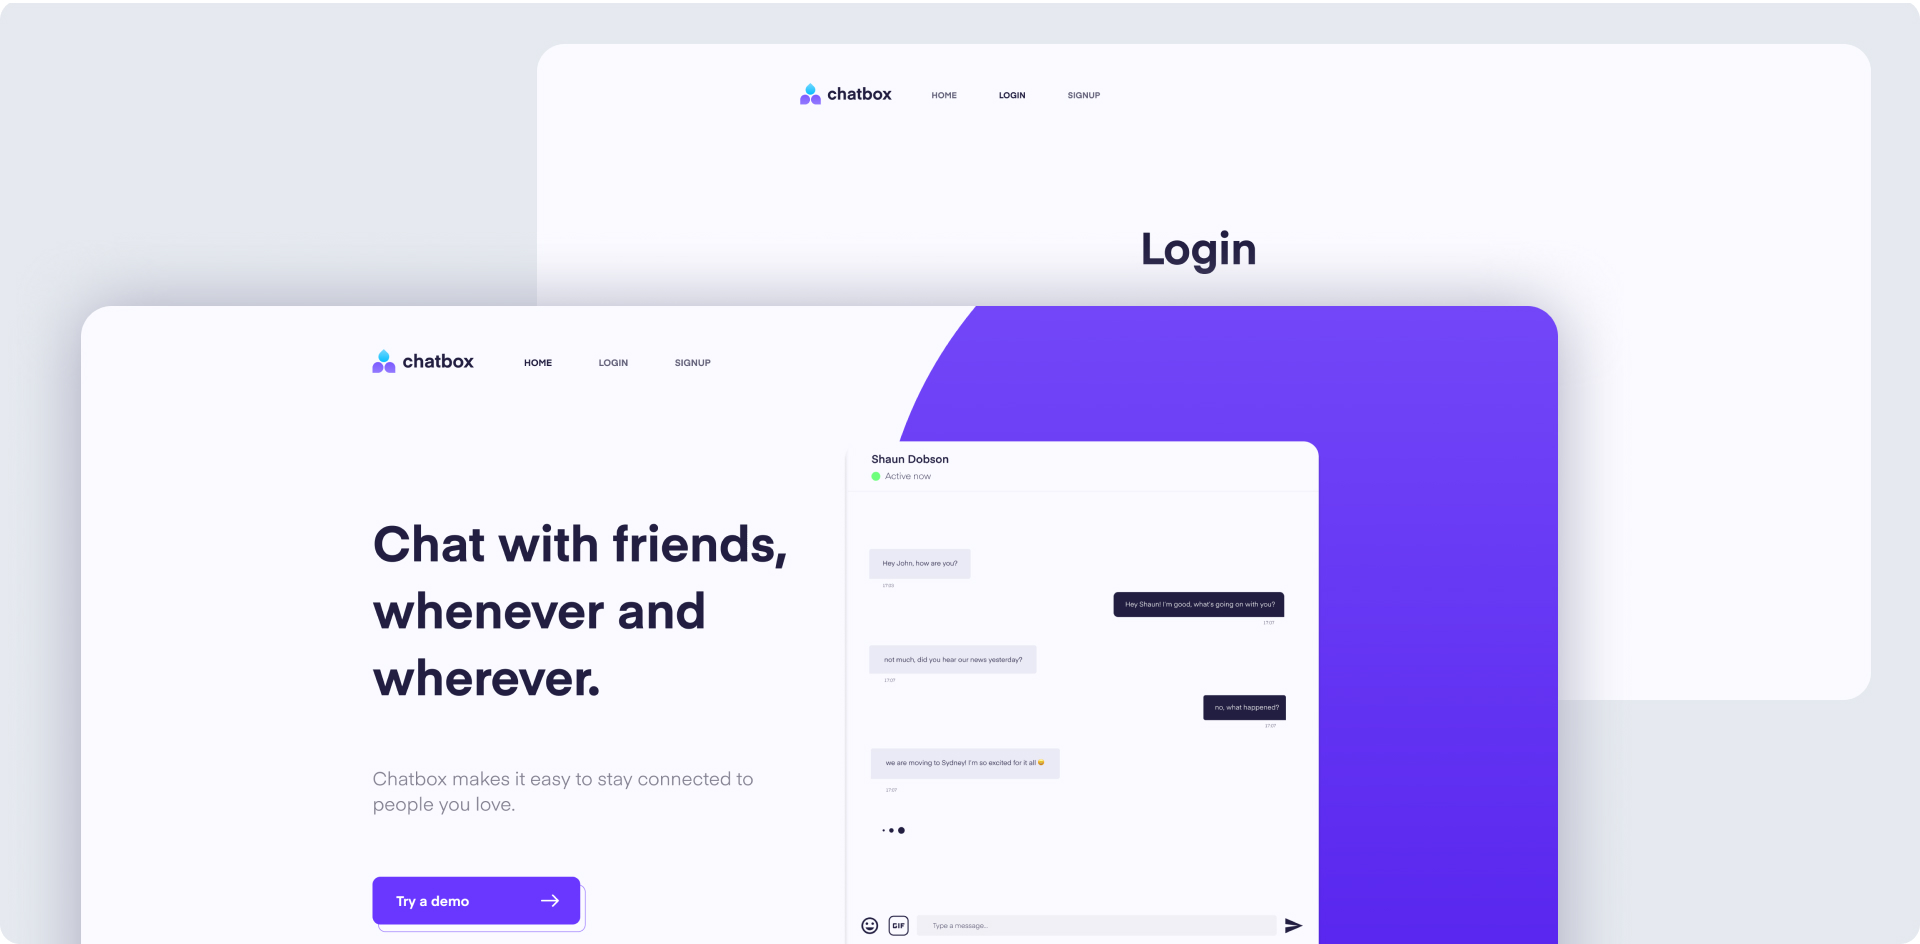 chatbox HOME LOGIN SIGNUP
Login
chatbox HOME LOGIN SIGNUP
Chat with friends,
whenever and
wherever.
Chatbox makes it easy to stay connected to
people you love.
Try a demo
Shaun Dobson
Active now
Hey John, how are you?
Hey Shaun! I'm good, what's going on with you?
17:07
not much, did you hear our news yesterday?
17:07
no, what happened?
17:07
we are moving to Sydney! I'm so excited for it all 😄
17:07
GIF
Type a message...